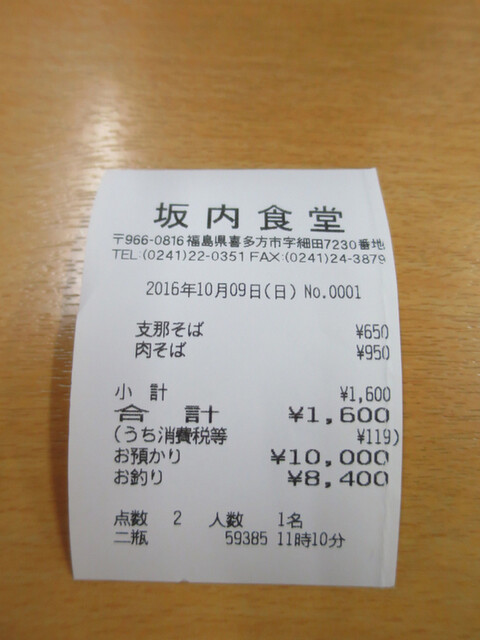 坂内食堂
〒966-0816福島県喜多方市字細田7230番地
TEL:(0241)22-0351 FAX:(0241)24-3879
2016年10月09日(日) No.0001
支那そば ¥650
肉そば ¥950
小 計 ¥1,600
合 計 ¥1,600
(うち消費税等 ¥119)
お預かり ¥10,000
お釣り ¥8,400
点数 2 人数 1名
二瓶 59385 11時10分